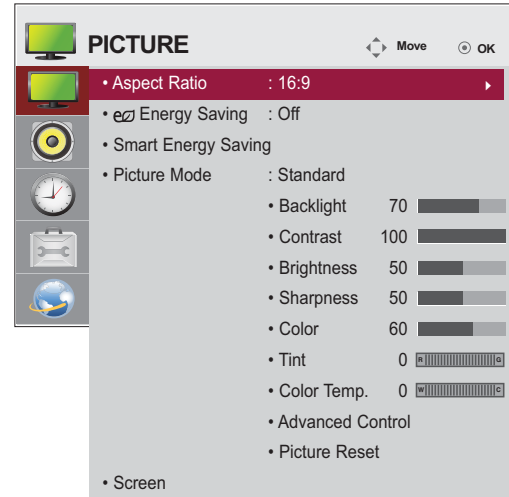 PICTURE
Move
OK
• Aspect Ratio : 16:9
• Energy Saving : Off
• Smart Energy Saving
• Picture Mode : Standard
• Backlight 70
• Contrast 100
• Brightness 50
• Sharpness 50
• Color 60
• Tint 0 R G
• Color Temp. 0 W C
• Advanced Control
• Picture Reset
• Screen